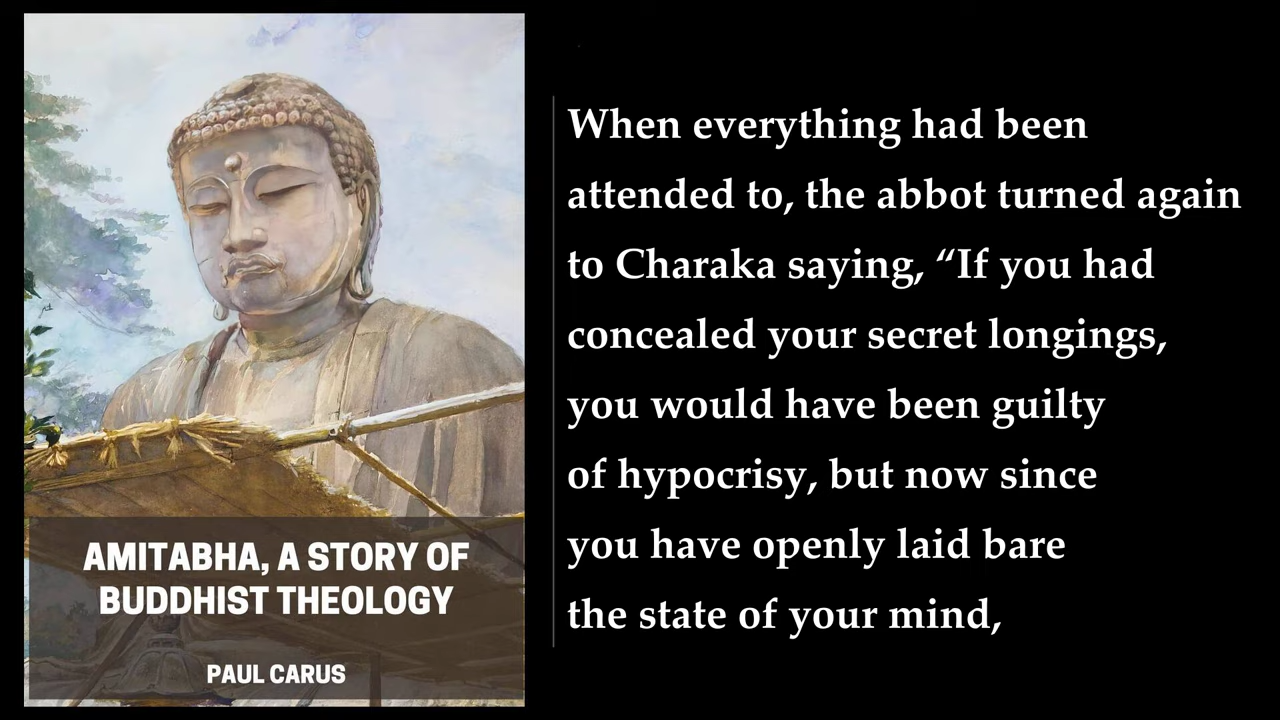 AMITABHA, A STORY OF
BUDDHIST THEOLOGY
PAUL CARUS
When everything had been
attended to, the abbot turned again
to Charaka saying, “If you had
concealed your secret longings,
you would have been guilty
of hypocrisy, but now since
you have openly laid bare
the state of your mind,